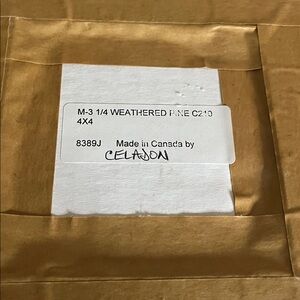 M-3 1/4 WEATHERED PINE C210
4X4
8389J Made in Canada by
CELADON